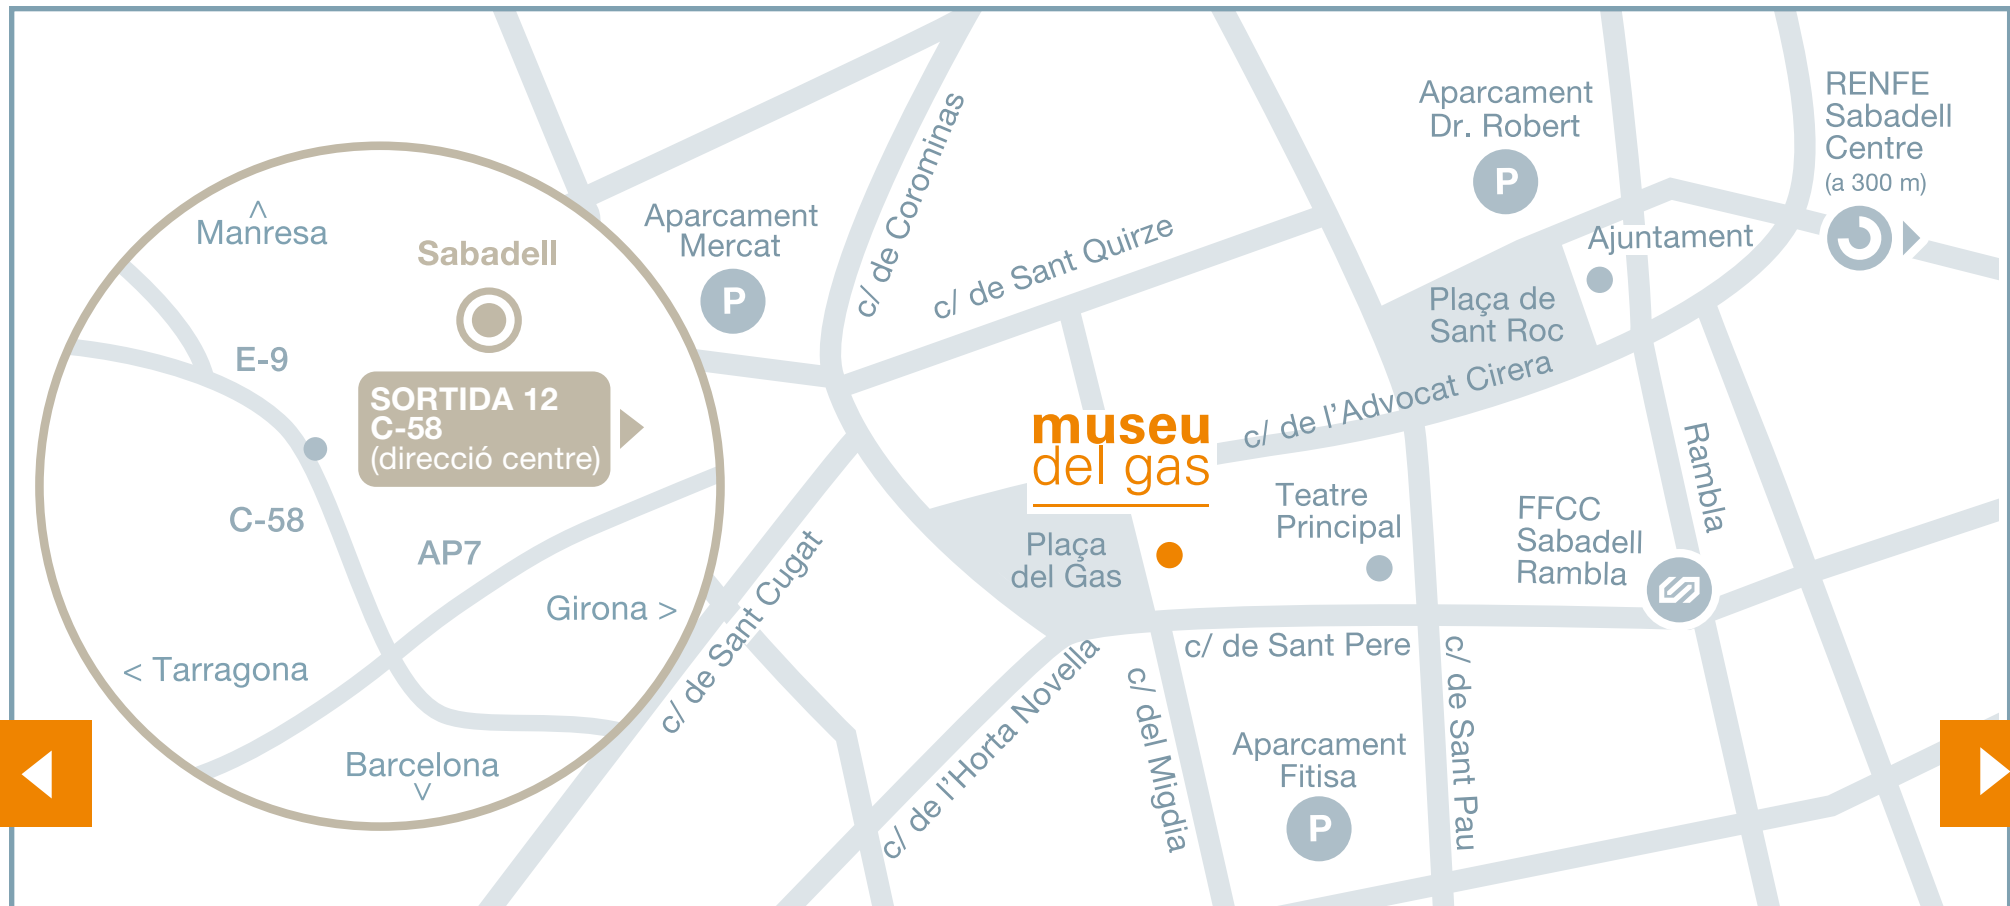 RENFE
Sabadell
Centre
(a 300 m)
Aparcament
Dr. Robert
P
Ajuntament
Plaça de
Sant Roc
c/ de Corominas
c/ de Sant Quirze
Aparcament
Mercat
P
Manresa
Sabadell
E-9
SORTIDA 12
C-58
(direcció centre)
C-58
AP7
Girona >
< Tarragona
Barcelona
c/ de l'Advocat Cirera
museu
del gas
Plaça
del Gas
Teatre
Principal
FFCC
Sabadell
Rambla
Rambla
c/ de Sant Cugat
c/ de Sant Pere
c/ de l'Horta Novella
c/ del Migdia
c/ de Sant Pau
Aparcament
Fitisa
P